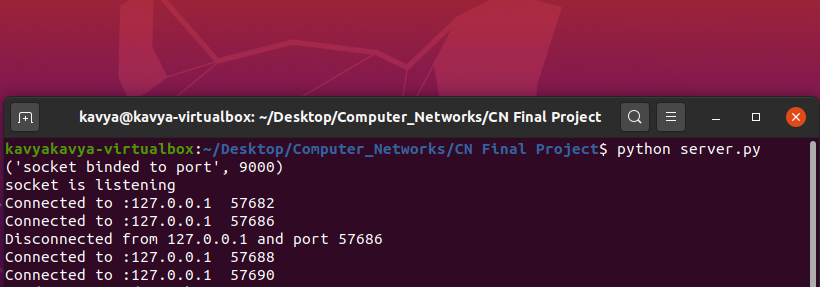 kavya@kavya-virtualbox: ~/Desktop/Computer_Networks/CN Final Project
kavyakavya-virtualbox:~/Desktop/Computer_Networks/CN Final Project$ python server.py
('socket binded to port', 9000)
socket is listening
Connected to :127.0.0.1  57682
Connected to :127.0.0.1  57686
Disconnected from 127.0.0.1 and port 57686
Connected to :127.0.0.1  57688
Connected to :127.0.0.1  57690